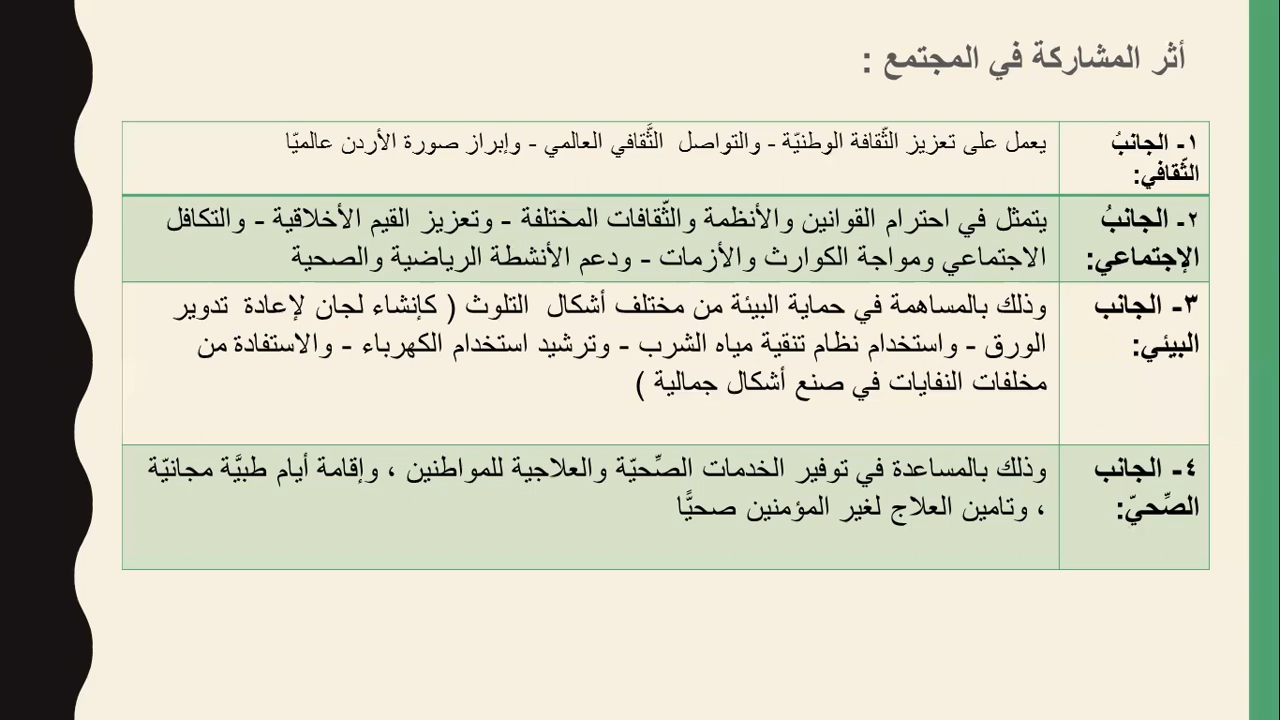 أثر المشاركة في المجتمع :
١- الجانبُ
الثّقافي:
يعمل على تعزيز الثّقافة الوطنيّة - والتواصل الثَّقافي العالمي - وإبراز صورة الأردن عالميّا
٢- الجانبُ
الإجتماعي:
يتمثل في احترام القوانين والأنظمة والثّقافات المختلفة - وتعزيز القيم الأخلاقية - والتكافل
الاجتماعي ومواجة الكوارث والأزمات - ودعم الأنشطة الرياضية والصحية
٣- الجانب
البيئي:
وذلك بالمساهمة في حماية البيئة من مختلف أشكال التلوث ( كإنشاء لجان لإعادة تدوير
الورق - واستخدام نظام تنقية مياه الشرب - وترشيد استخدام الكهرباء - والاستفادة من
مخلفات النفايات في صنع أشكال جمالية )
٤- الجانب
الصِّحيّ:
وذلك بالمساعدة في توفير الخدمات الصِّحيّة والعلاجية للمواطنين ، وإقامة أيام طبيَّة مجانيّة
، وتامين العلاج لغير المؤمنين صحيًّا